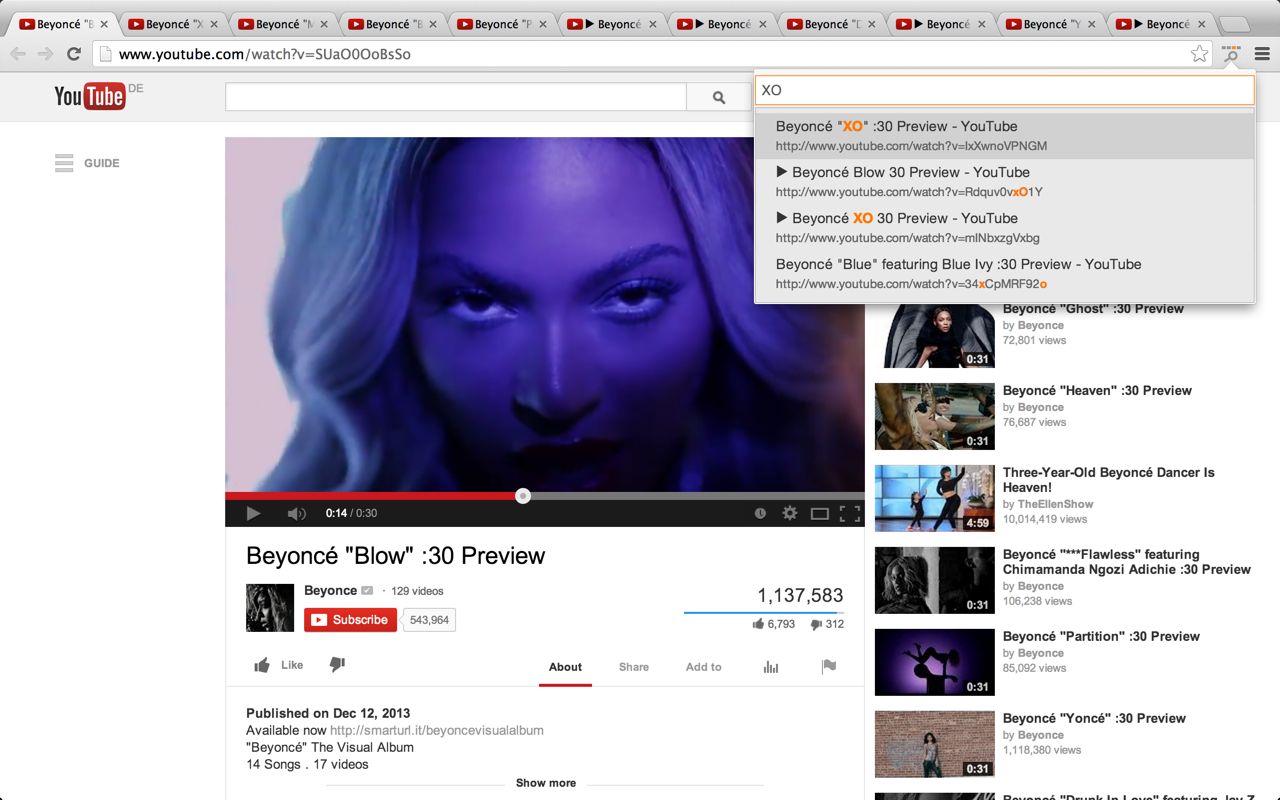 Beyoncé "B
Beyoncé "X
Beyoncé "M
Beyoncé "B
Beyoncé "P
▶ Beyoncé
▶ Beyoncé
Beyoncé "D
▶ Beyoncé
Beyoncé "Y
▶ Beyoncé
www.youtube.com/watch?v=SUaO0OoBsSo
YouTube DE
XO
Beyoncé "XO" :30 Preview - YouTube
http://www.youtube.com/watch?v=IxXwnoVPNGM
▶ Beyoncé Blow 30 Preview - YouTube
http://www.youtube.com/watch?v=Rdquv0vxO1Y
▶ Beyoncé XO 30 Preview - YouTube
http://www.youtube.com/watch?v=mINbxzgVxbg
Beyoncé "Blue" featuring Blue Ivy :30 Preview - YouTube
http://www.youtube.com/watch?v=34xCpMRF92o
GUIDE
0:14 / 0:30
Beyoncé "Blow" :30 Preview
Beyonce · 129 videos
Subscribe 543,964
1,137,583
6,793 312
Like
About Share Add to
Published on Dec 12, 2013
Available now http://smarturl.it/beyoncevisualalbum
"Beyoncé" The Visual Album
14 Songs . 17 videos
Show more
Beyoncé "Ghost" :30 Preview
by Beyonce
72,801 views
0:31
Beyoncé "Heaven" :30 Preview
by Beyonce
76,687 views
0:31
Three-Year-Old Beyoncé Dancer Is
Heaven!
by TheEllenShow
10,014,419 views
4:59
Beyoncé "***Flawless" featuring
Chimamanda Ngozi Adichie :30 Preview
by Beyonce
106,238 views
0:31
Beyoncé "Partition" :30 Preview
by Beyonce
85,092 views
0:31
Beyoncé "Yoncé" :30 Preview
by Beyonce
1,118,380 views
0:31
Beyoncé "Drunk In Love" featuring Jay Z